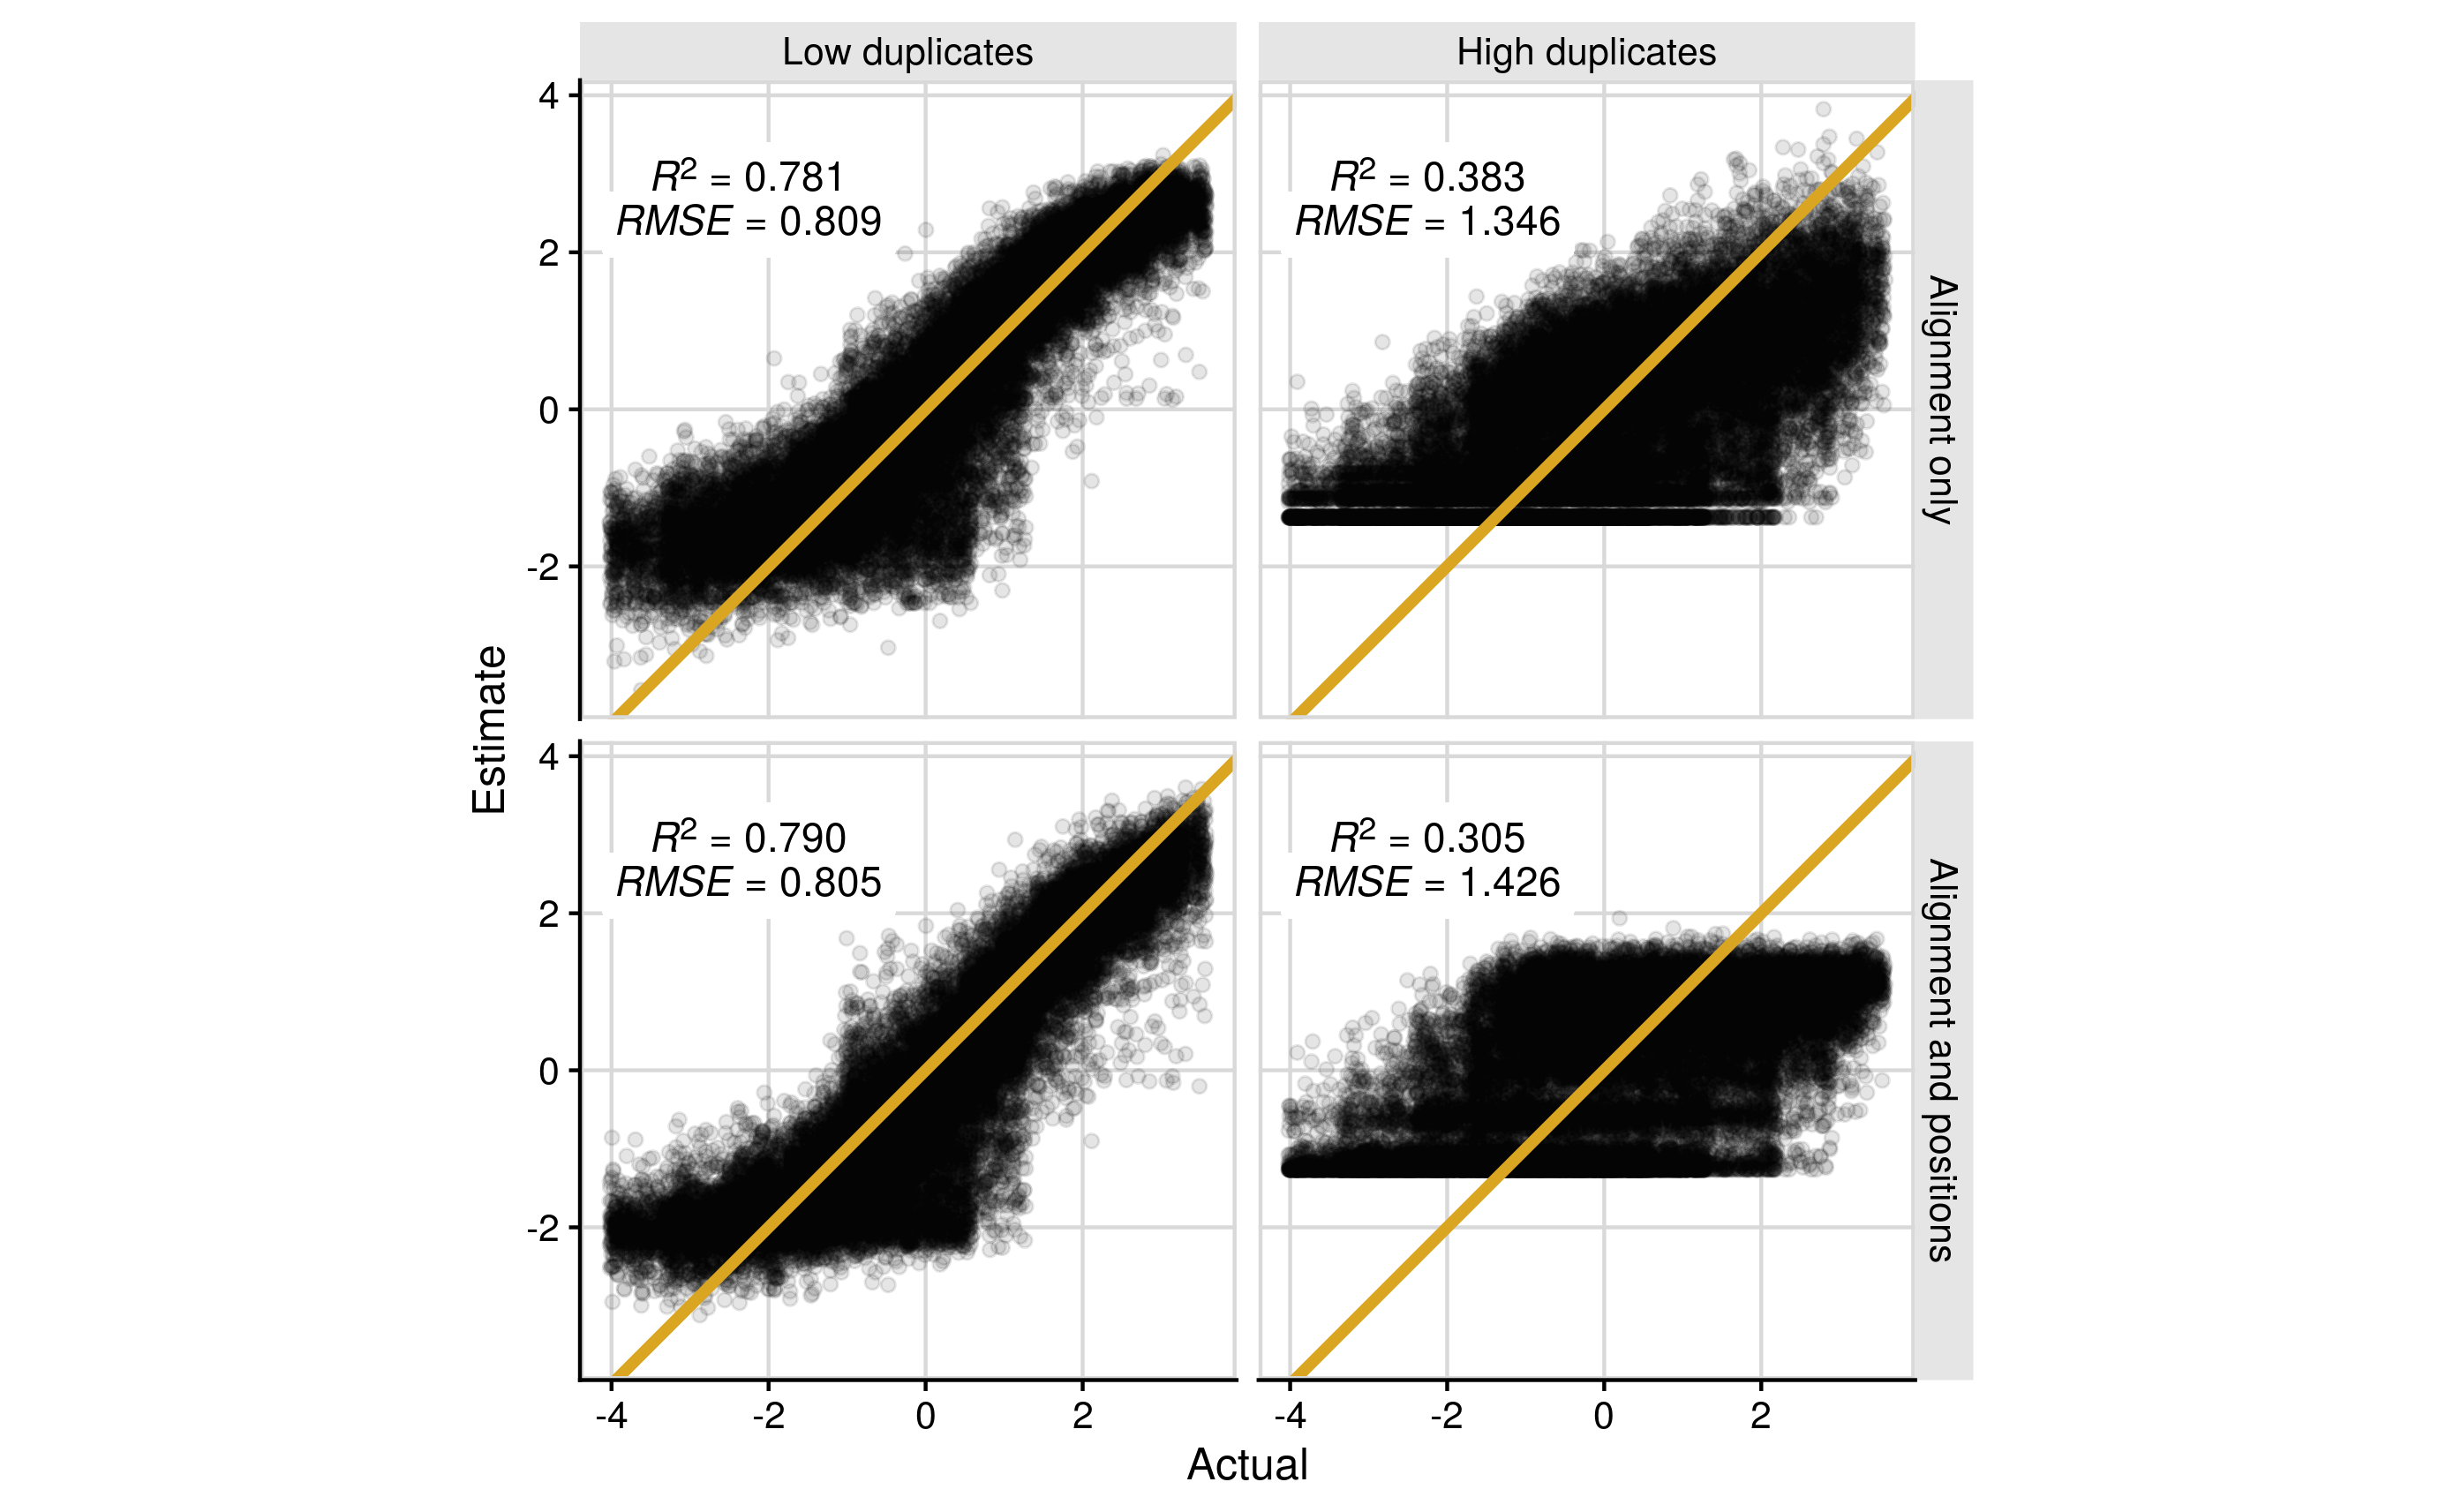 Low duplicates
High duplicates
4
2
0
-2
R² = 0.781
RMSE = 0.809
R² = 0.383
RMSE = 1.346
Alignment only
Estimate
4
2
0
-2
R² = 0.790
RMSE = 0.805
R² = 0.305
RMSE = 1.426
Alignment and positions
-4 -2 0 2
-4 -2 0 2
Actual